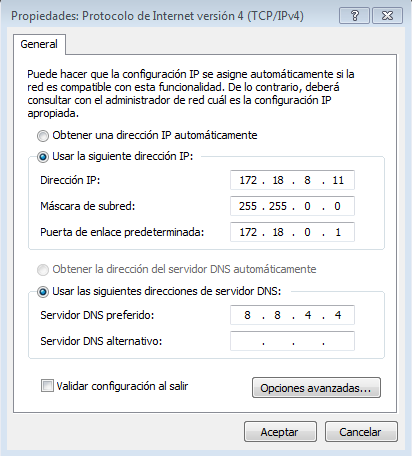 Propiedades: Protocolo de Internet versión 4 (TCP/IPv4)
General
Puede hacer que la configuración IP se asigne automáticamente si la
red es compatible con esta funcionalidad. De lo contrario, deberá
consultar con el administrador de red cuál es la configuración IP
apropiada.
Obtener una dirección IP automáticamente
Usar la siguiente dirección IP:
Dirección IP: 172 . 18 . 8 . 11
Máscara de subred: 255 . 255 . 0 . 0
Puerta de enlace predeterminada: 172 . 18 . 0 . 1
Obtener la dirección del servidor DNS automáticamente
Usar las siguientes direcciones de servidor DNS:
Servidor DNS preferido: 8 . 8 . 4 . 4
Servidor DNS alternativo: . . .
Validar configuración al salir
Opciones avanzadas...
Aceptar
Cancelar